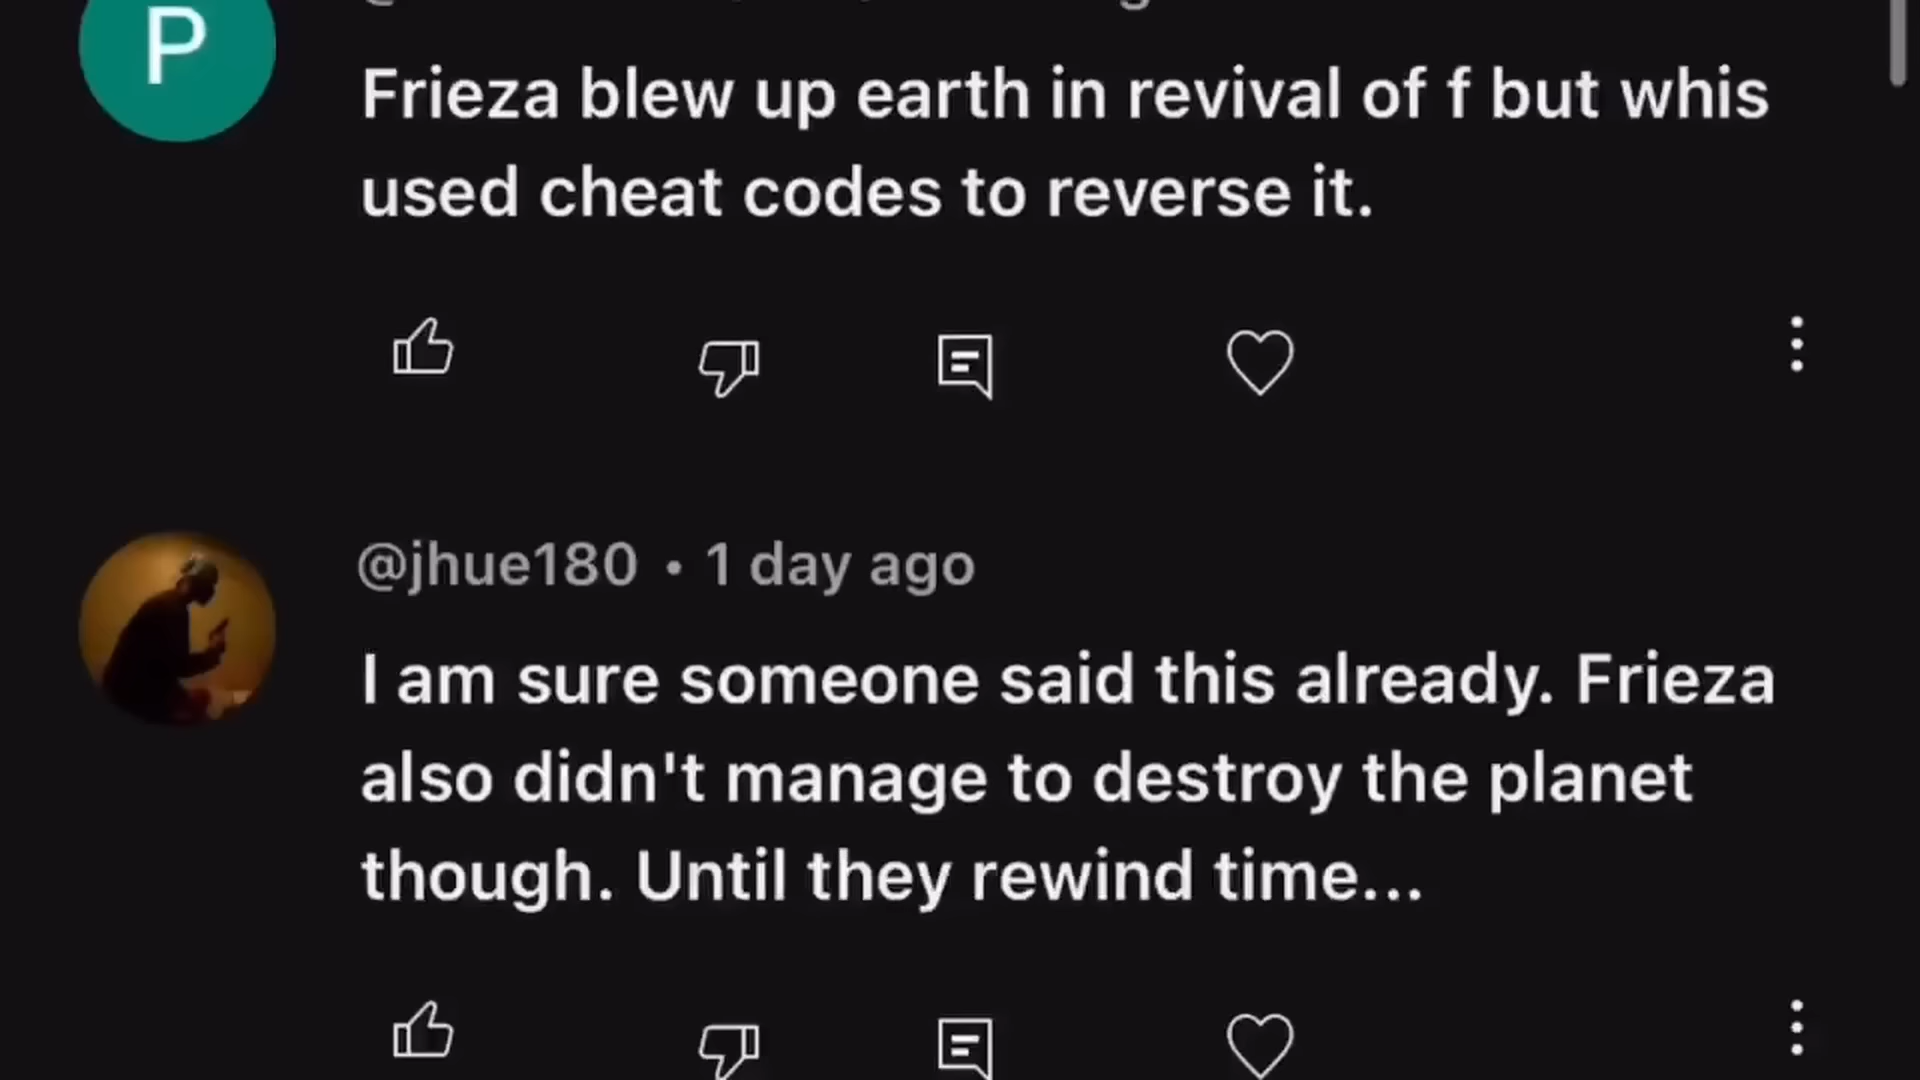 P
Frieza blew up earth in revival of f but whis
used cheat codes to reverse it.
@jhue180 • 1 day ago
I am sure someone said this already. Frieza
also didn't manage to destroy the planet
though. Until they rewind time...